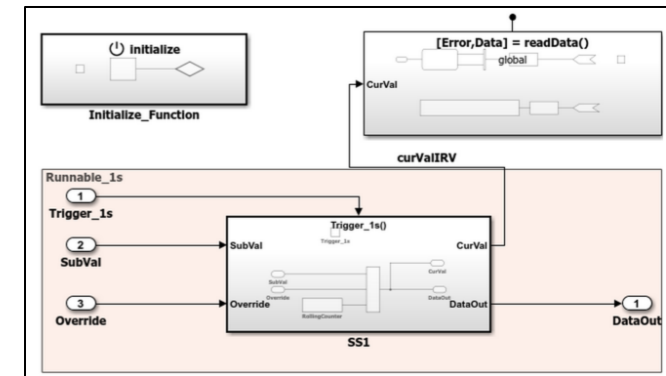 initialize
Initialize_Function
[Error,Data] = readData()
global
CurVal
curValIRV
Runnable_1s
1
Trigger_1s
Trigger_1s()
Trigger_1s
2
SubVal
SubVal
CurVal
SubVal
CurVal
3
Override
Override
Override
RollingCounter
DataOut
DataOut
1
DataOut
SS1